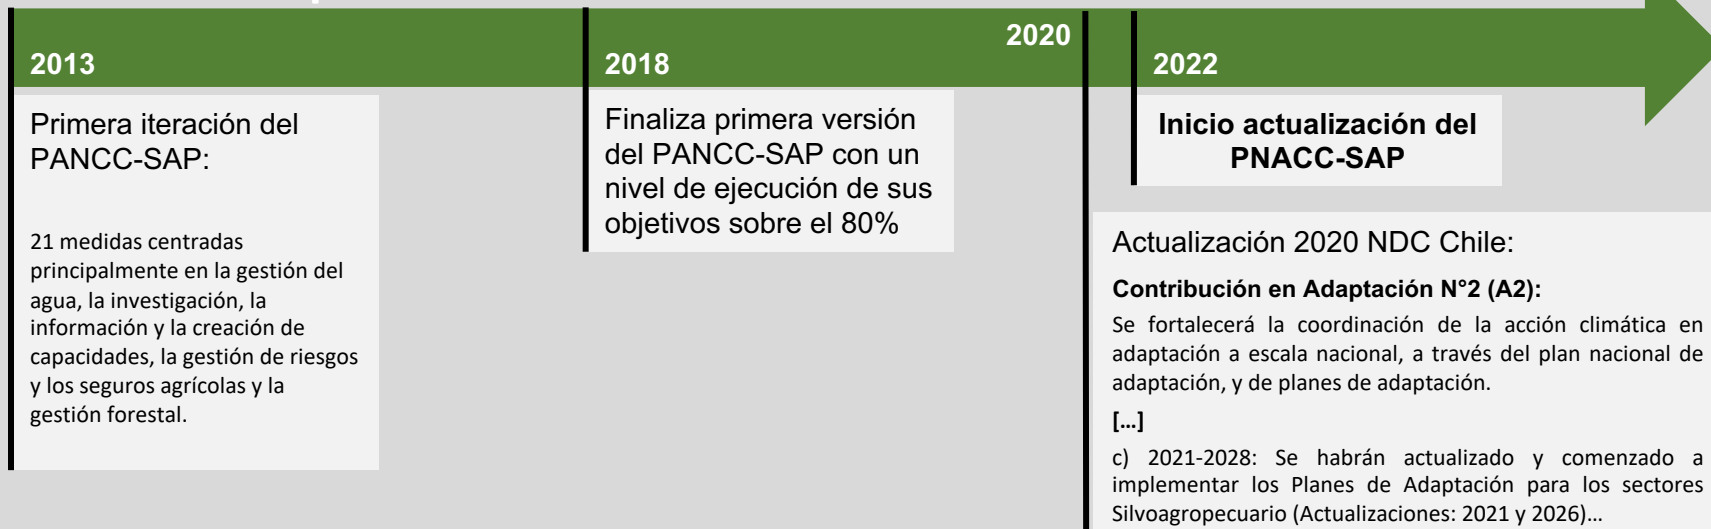 2013
Primera iteración del
PANCC-SAP:
21 medidas centradas
principalmente en la gestión del
agua, la investigación, la
información y la creación de
capacidades, la gestión de riesgos
y los seguros agrícolas y la
gestión forestal.
2018
Finaliza primera versión
del PANCC-SAP con un
nivel de ejecución de sus
objetivos sobre el 80%
2020
2022
Inicio actualización del
PNACC-SAP
Actualización 2020 NDC Chile:
Contribución en Adaptación N°2 (A2):
Se fortalecerá la coordinación de la acción climática en
adaptación a escala nacional, a través del plan nacional de
adaptación, y de planes de adaptación.
[...]
c) 2021-2028: Se habrán actualizado y comenzado a
implementar los Planes de Adaptación para los sectores
Silvoagropecuario (Actualizaciones: 2021 y 2026)...